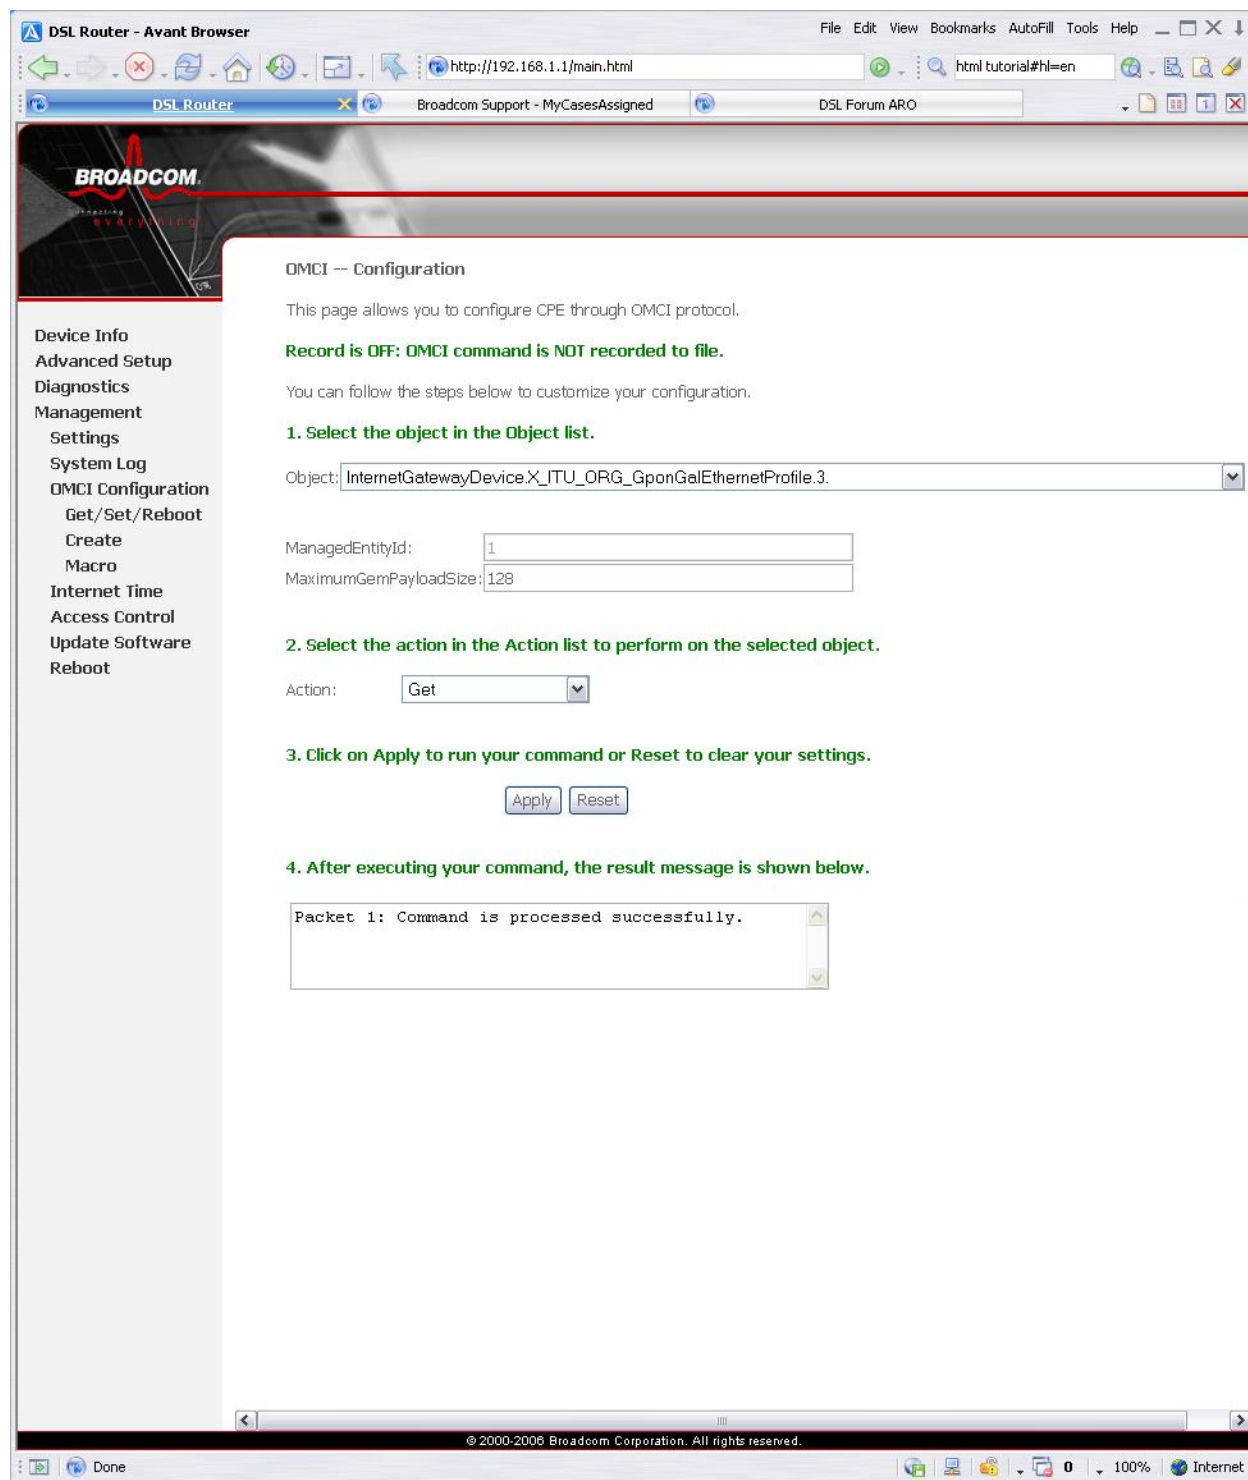 DSL Router - Avant Browser
File Edit View Bookmarks AutoFill Tools Help
http://192.168.1.1/main.html
html tutorial#hl=en
DSL Router
Broadcom Support - MyCasesAssigned
DSL Forum ARO
BROADCOM.
connecting
everything
OMCI -- Configuration
This page allows you to configure CPE through OMCI protocol.
Record is OFF: OMCI command is NOT recorded to file.
You can follow the steps below to customize your configuration.
1. Select the object in the Object list.
Object: InternetGatewayDevice.X_ITU_ORG_GponGalEthernetProfile.3.
ManagedEntityId: 1
MaximumGemPayloadSize: 128
2. Select the action in the Action list to perform on the selected object.
Action: Get
3. Click on Apply to run your command or Reset to clear your settings.
Apply Reset
4. After executing your command, the result message is shown below.
Packet 1: Command is processed successfully.
Device Info
Advanced Setup
Diagnostics
Management
Settings
System Log
OMCI Configuration
Get/Set/Reboot
Create
Macro
Internet Time
Access Control
Update Software
Reboot
© 2000-2006 Broadcom Corporation. All rights reserved.
Done
0
100%
Internet